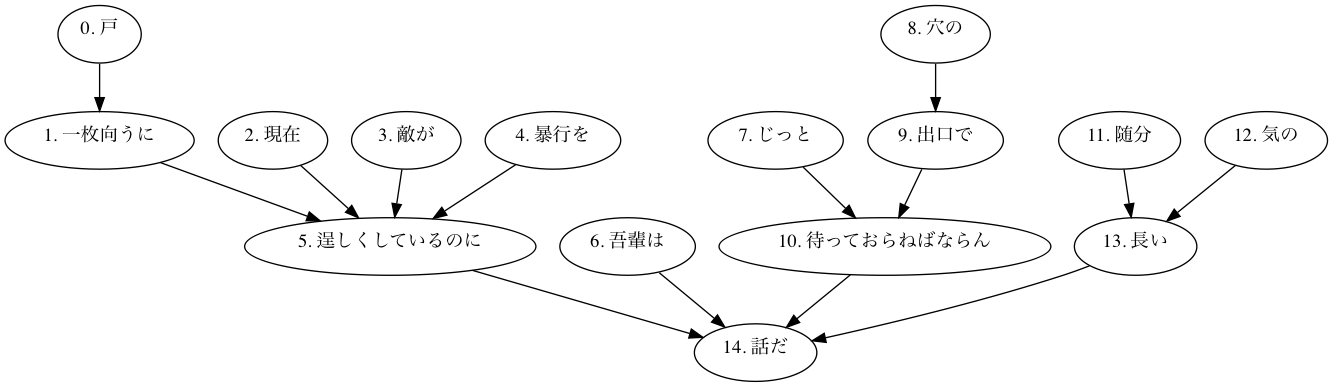 0. 戸
8. 穴の
1. 一枚向うに
2. 現在
3. 敵が
4. 暴行を
7. じっと
9. 出口で
11. 随分
12. 気の
5. 逞しくしているのに
6. 吾輩は
10. 待っておらねばならん
13. 長い
14. 話だ